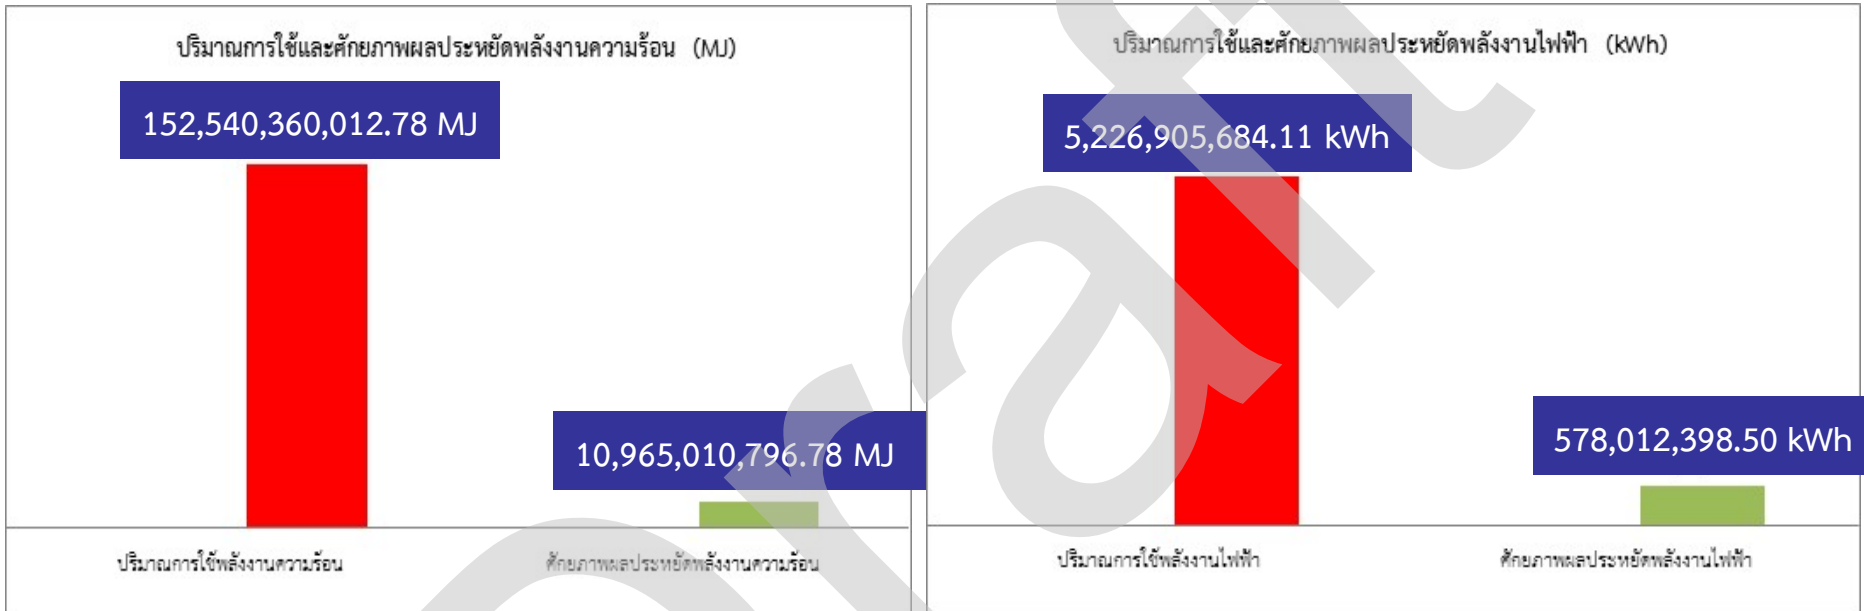 ปริมาณการใช้และศักยภาพผลประหยัดพลังงานความร้อน (MJ)
152,540,360,012.78 MJ
10,965,010,796.78 MJ
ปริมาณการใช้พลังงานความร้อน
ศักยภาพผลประหยัดพลังงานความร้อน
ปริมาณการใช้และศักยภาพผลประหยัดพลังงานไฟฟ้า (kWh)
5,226,905,684.11 kWh
578,012,398.50 kWh
ปริมาณการใช้พลังงานไฟฟ้า
ศักยภาพผลประหยัดพลังงานไฟฟ้า
raft